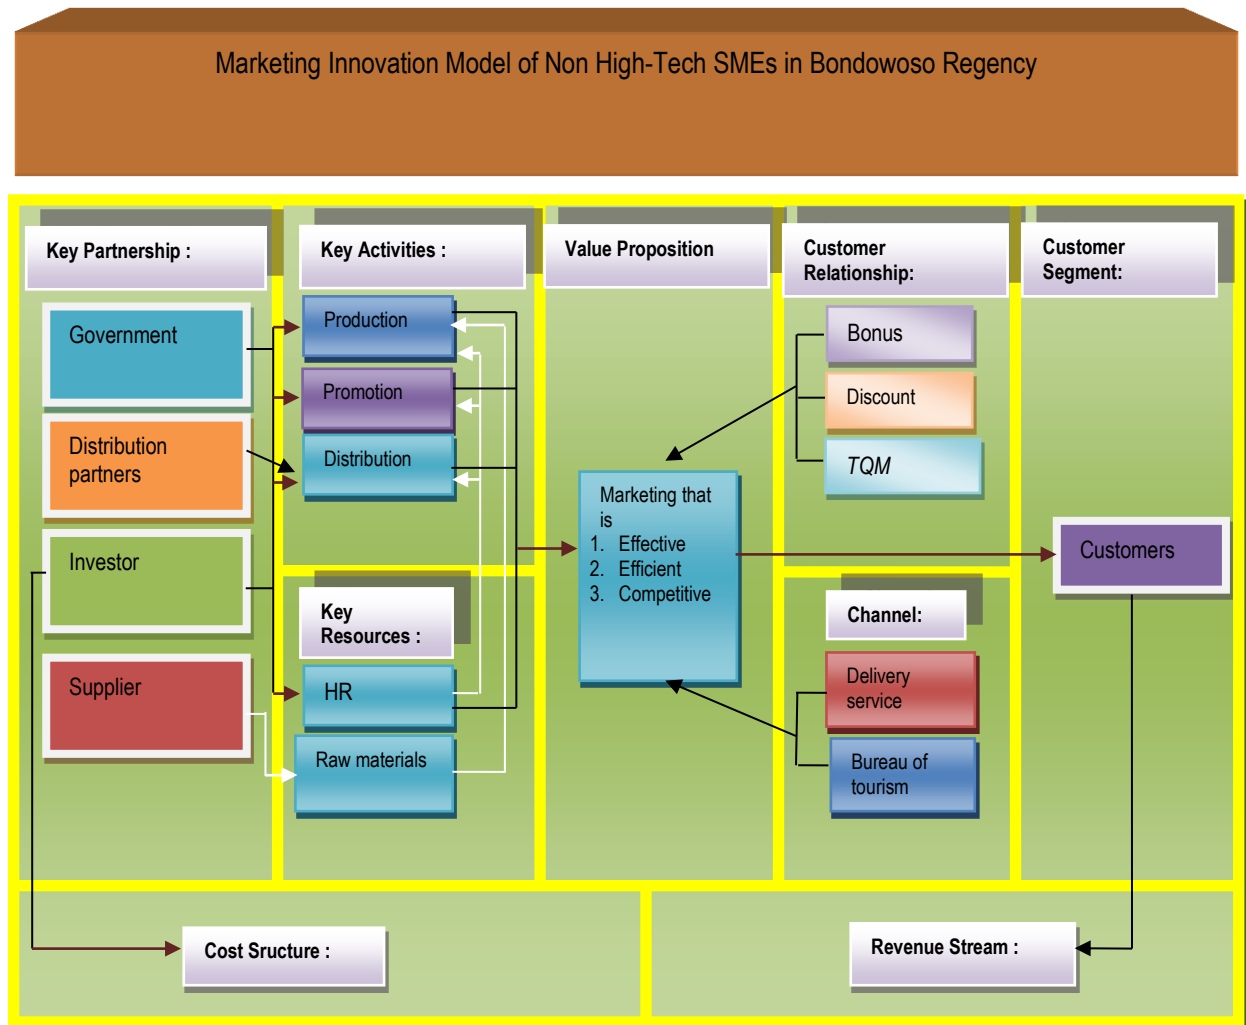 Marketing Innovation Model of Non High-Tech SMEs in Bondowoso Regency
Key Partnership :
Government
Distribution
partners
Investor
Supplier
Key Activities :
Production
Promotion
Distribution
Key
Resources :
HR
Raw materials
Value Proposition
Marketing that
is
1. Effective
2. Efficient
3. Competitive
Customer
Relationship:
Bonus
Discount
TQM
Channel:
Delivery
service
Bureau of
tourism
Customer
Segment:
Customers
Cost Sructure :
Revenue Stream :